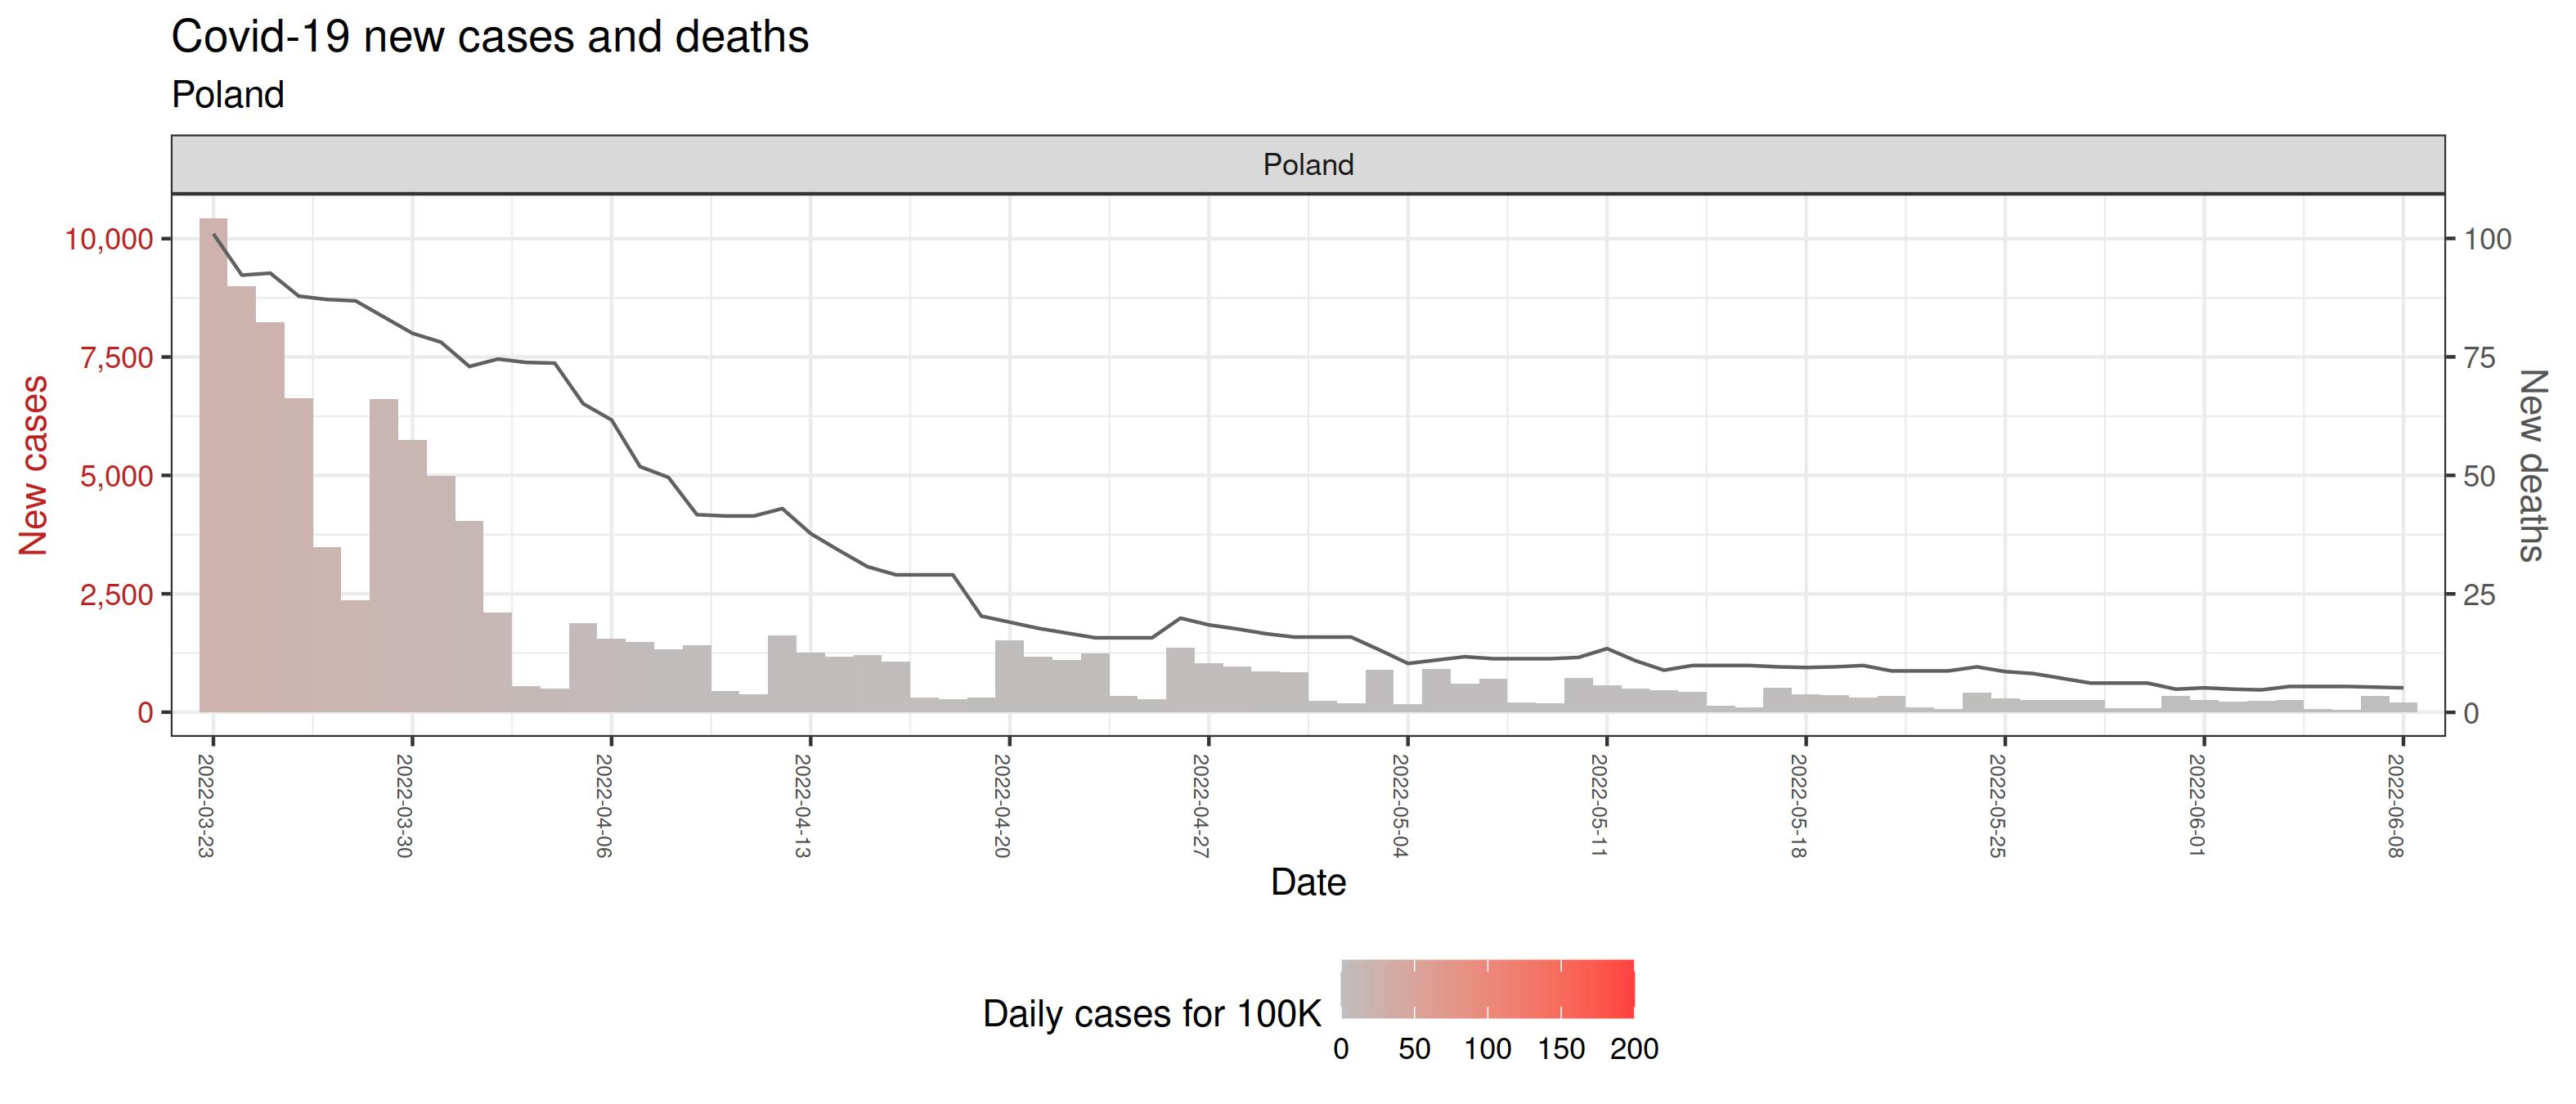 Covid-19 new cases and deaths
Poland
Poland
10,000
7,500
5,000
2,500
0
New cases
100
75
50
25
0
New deaths
2022-03-23
2022-03-30
2022-04-06
2022-04-13
2022-04-20
2022-04-27
2022-05-04
2022-05-11
2022-05-18
2022-05-25
2022-06-01
2022-06-08
Date
Daily cases for 100K
0 50 100 150 200